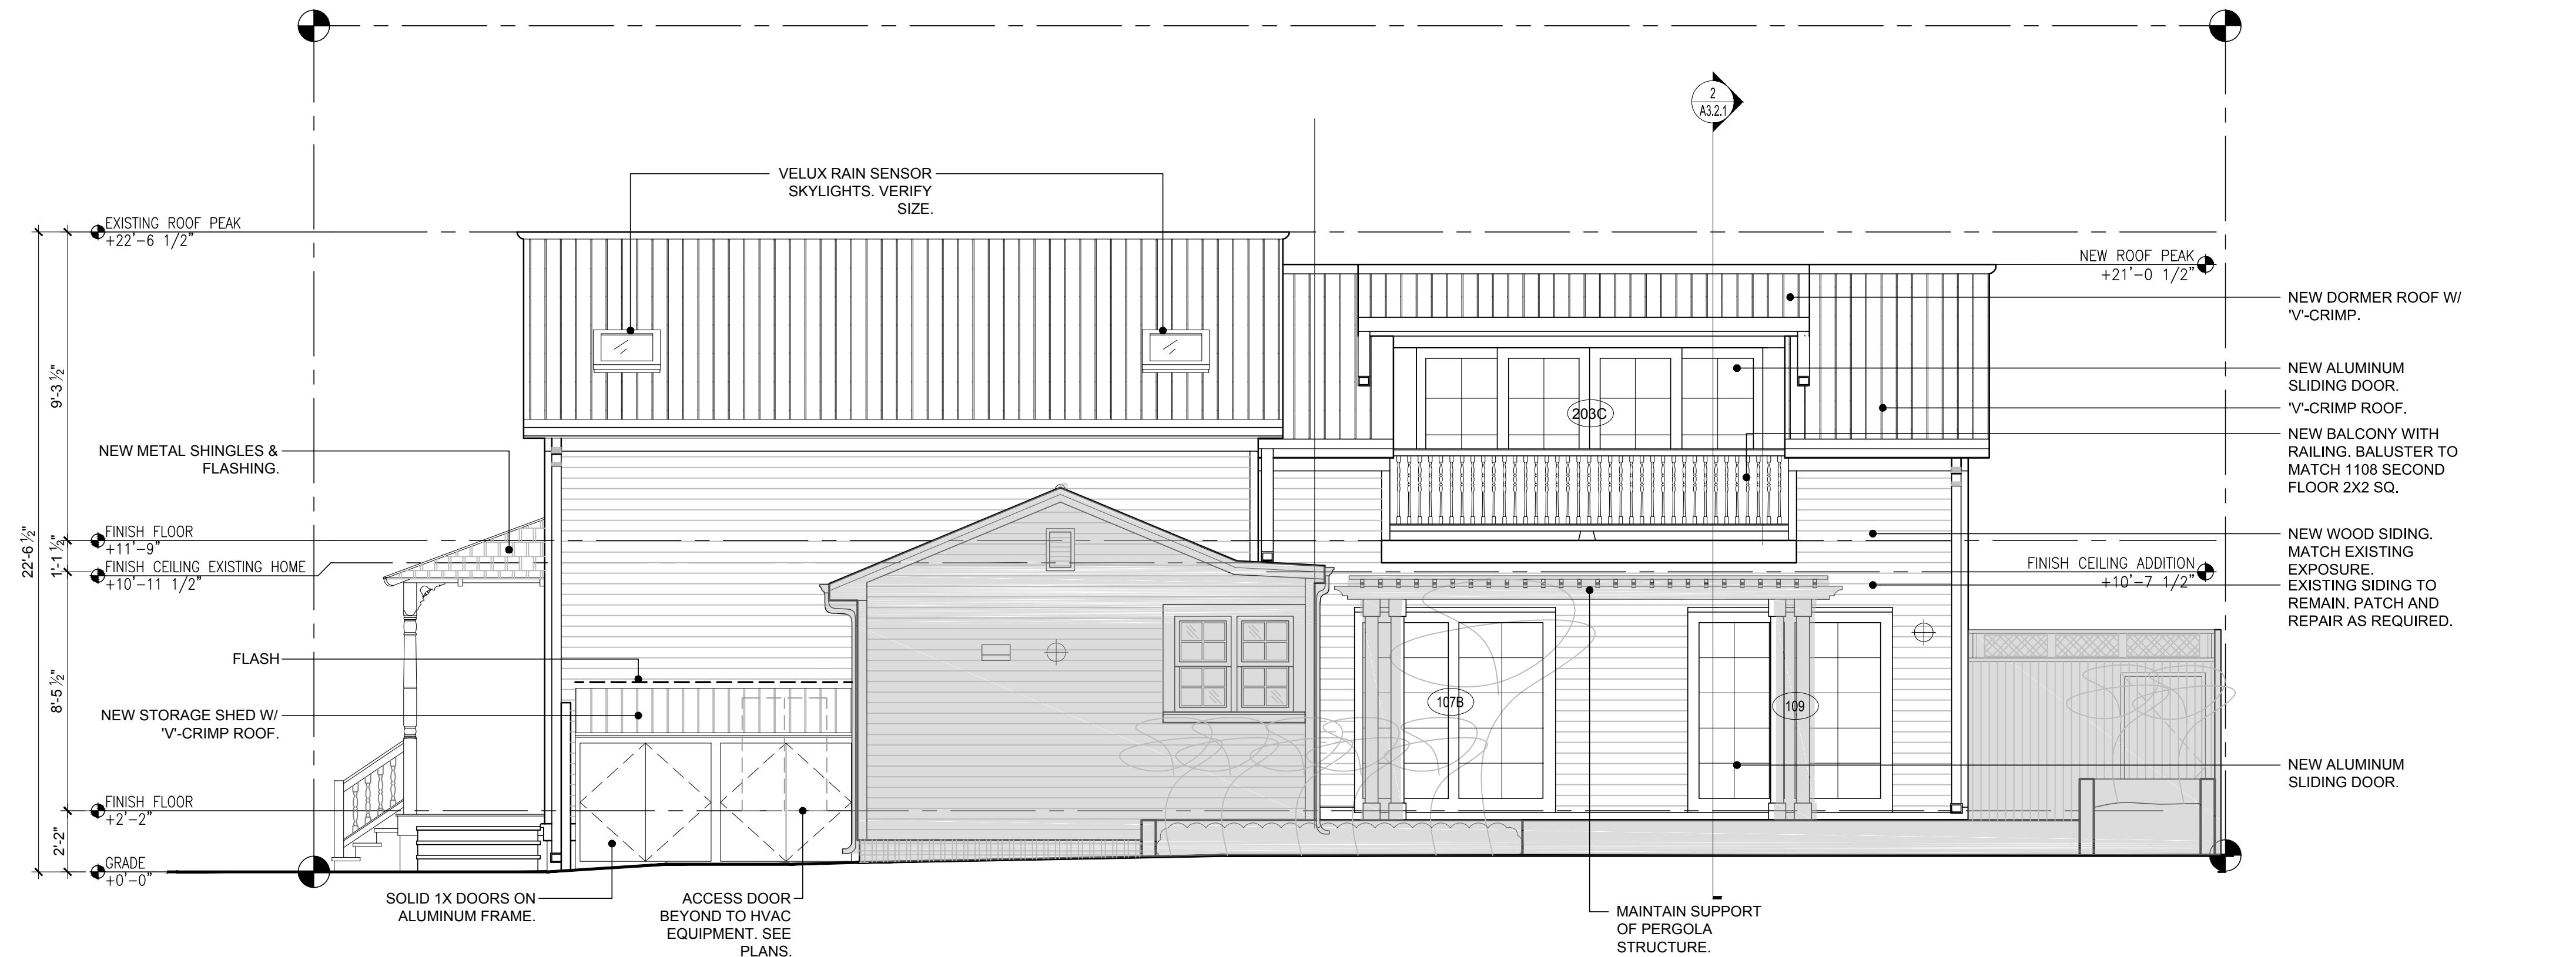 2
A3.2.1
VELUX RAIN SENSOR
SKYLIGHTS. VERIFY
SIZE.
EXISTING ROOF PEAK
+22'-6 1/2"
NEW ROOF PEAK
+21'-0 1/2"
NEW DORMER ROOF W/
'V'-CRIMP.
NEW ALUMINUM
SLIDING DOOR.
'V'-CRIMP ROOF.
NEW BALCONY WITH
RAILING. BALUSTER TO
MATCH 1108 SECOND
FLOOR 2X2 SQ.
NEW WOOD SIDING.
MATCH EXISTING
EXPOSURE.
EXISTING SIDING TO
REMAIN. PATCH AND
REPAIR AS REQUIRED.
NEW ALUMINUM
SLIDING DOOR.
FINISH CEILING ADDITION
+10'-7 1/2"
203C
107B
109
NEW METAL SHINGLES &
FLASHING.
FINISH FLOOR
+11'-9"
FINISH CEILING EXISTING HOME
+10'-11 1/2"
FLASH
NEW STORAGE SHED W/
'V'-CRIMP ROOF.
FINISH FLOOR
+2'-2"
GRADE
+0'-0"
22'-6 1/2"
9'-3 1/2"
1'-1 1/2"
8'-5 1/2"
2'-2"
SOLID 1X DOORS ON
ALUMINUM FRAME.
ACCESS DOOR
BEYOND TO HVAC
EQUIPMENT. SEE
PLANS.
MAINTAIN SUPPORT
OF PERGOLA
STRUCTURE.